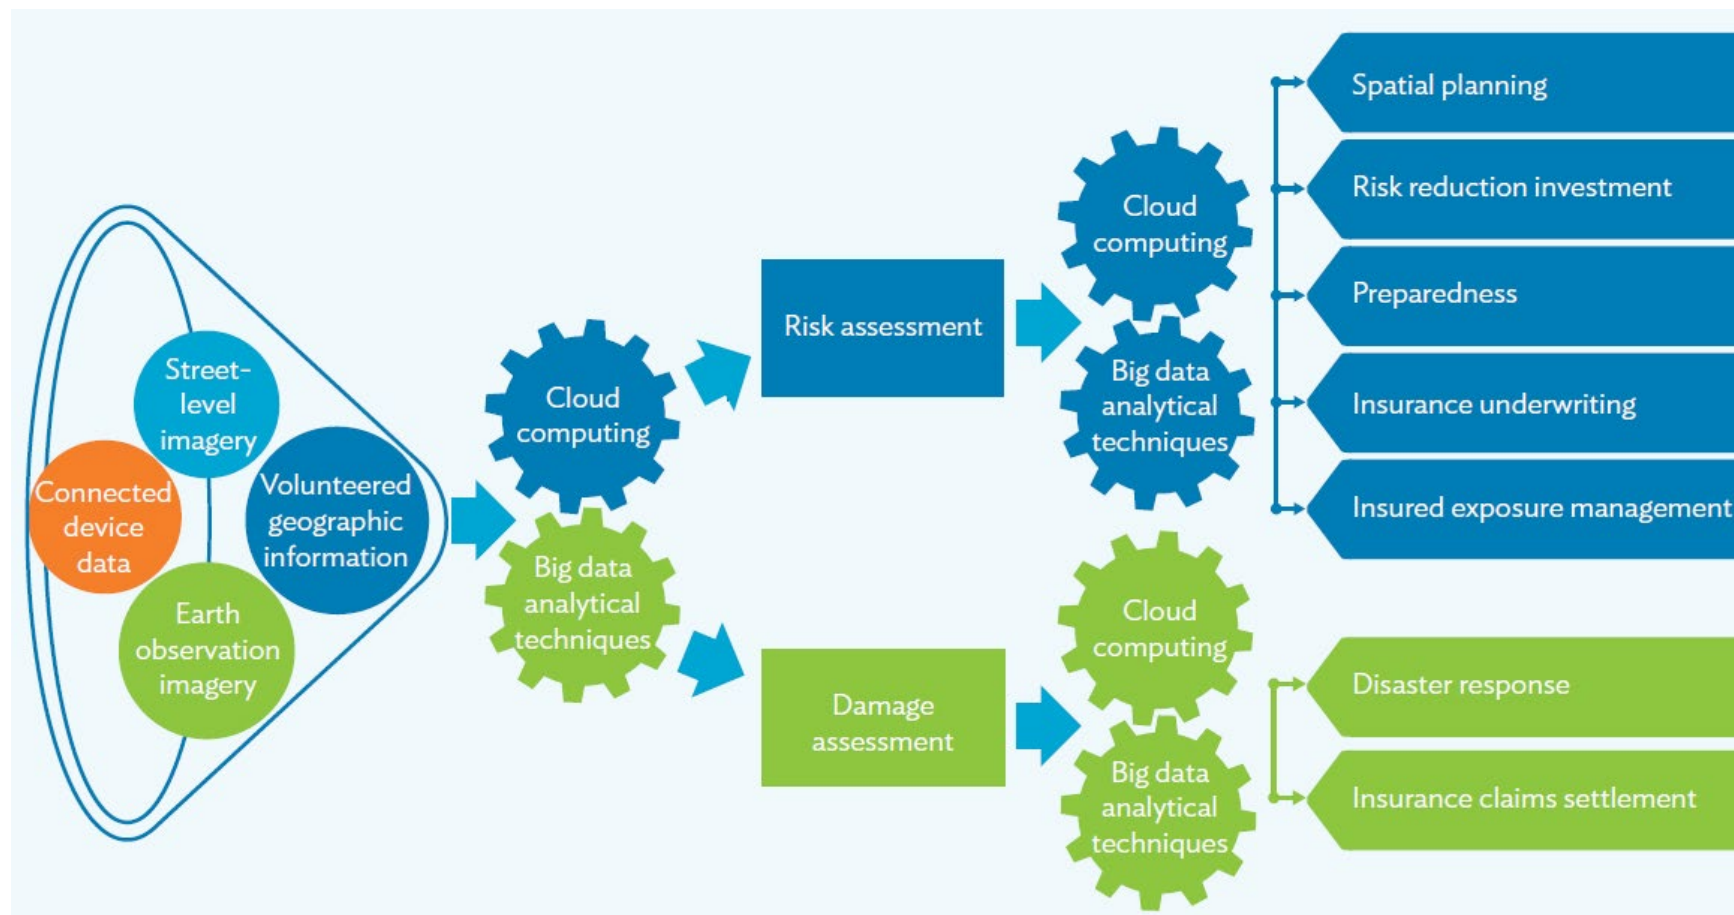 Street-
level
imagery
Connected
device
data
Volunteered
geographic
information
Earth
observation
imagery
Cloud
computing
Big data
analytical
techniques
Risk assessment
Damage
assessment
Cloud
computing
Big data
analytical
techniques
Cloud
computing
Big data
analytical
techniques
Spatial planning
Risk reduction investment
Preparedness
Insurance underwriting
Insured exposure management
Disaster response
Insurance claims settlement